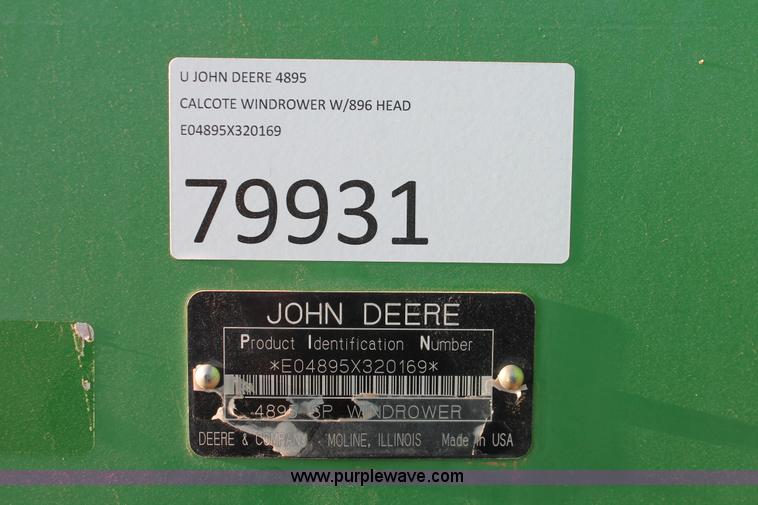 U JOHN DEERE 4895
CALCOTE WINDROWER W/896 HEAD
E04895X320169
79931
JOHN DEERE
Product Identification Number
*E04895X320169*
4895 SP WINDROWER
DEERE & COMPANY - MOLINE, ILLINOIS Made in USA
www.purplewave.com